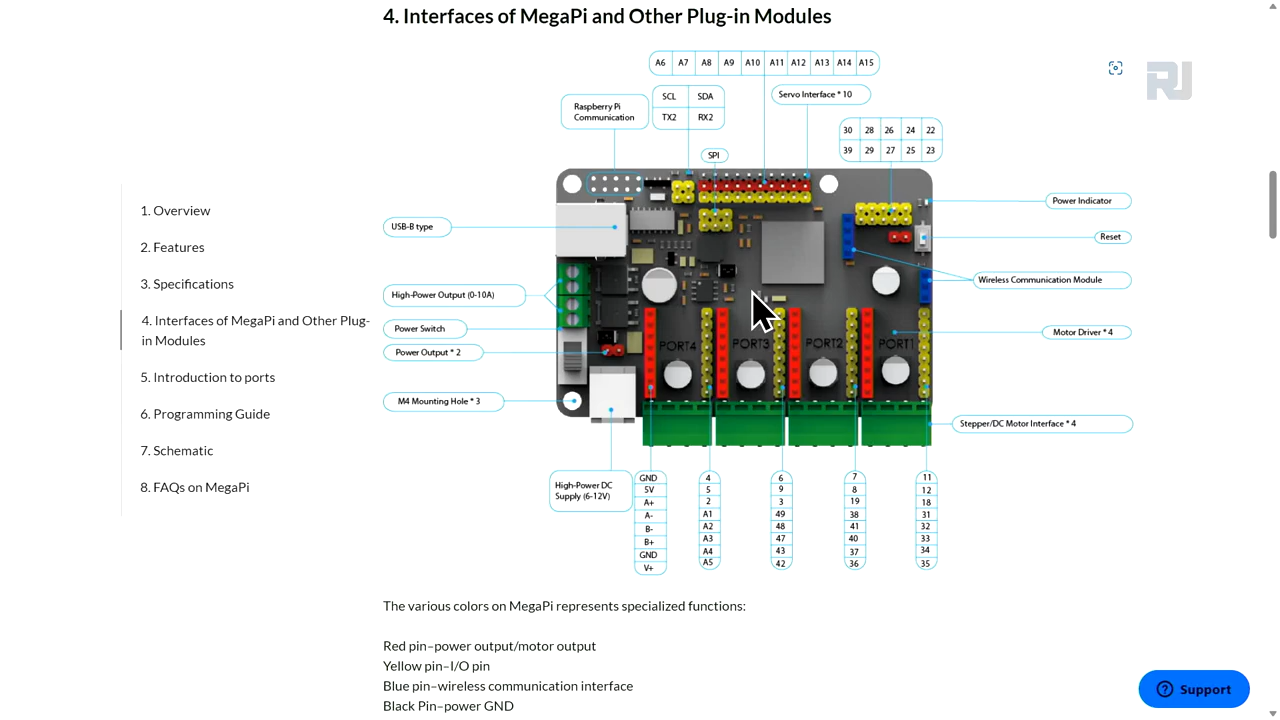 4. Interfaces of MegaPi and Other Plug-in Modules
A6 A7 A8 A9 A10 A11 A12 A13 A14 A15
Raspberry Pi
Communication
SCL SDA
TX2 RX2
Servo Interface * 10
SPI
30 28 26 24 22
39 29 27 25 23
RJ
1. Overview
2. Features
3. Specifications
4. Interfaces of MegaPi and Other Plug-
in Modules
5. Introduction to ports
6. Programming Guide
7. Schematic
8. FAQs on MegaPi
USB-B type
High-Power Output (0-10A)
Power Switch
Power Output * 2
M4 Mounting Hole * 3
High-Power DC
Supply (6-12V)
Power Indicator
Reset
Wireless Communication Module
Motor Driver * 4
Stepper/DC Motor Interface * 4
PORT4 PORT3 PORT2 PORT1
GND 4 6 7 11
5V 5 9 8 12
A+ 2 3 19 18
A- A1 49 38 31
B- A2 48 41 32
B+ A3 47 40 33
GND A4 43 37 34
V+ A5 42 36 35
The various colors on MegaPi represents specialized functions:
Red pin–power output/motor output
Yellow pin–I/O pin
Blue pin–wireless communication interface
Black Pin–power GND
Support